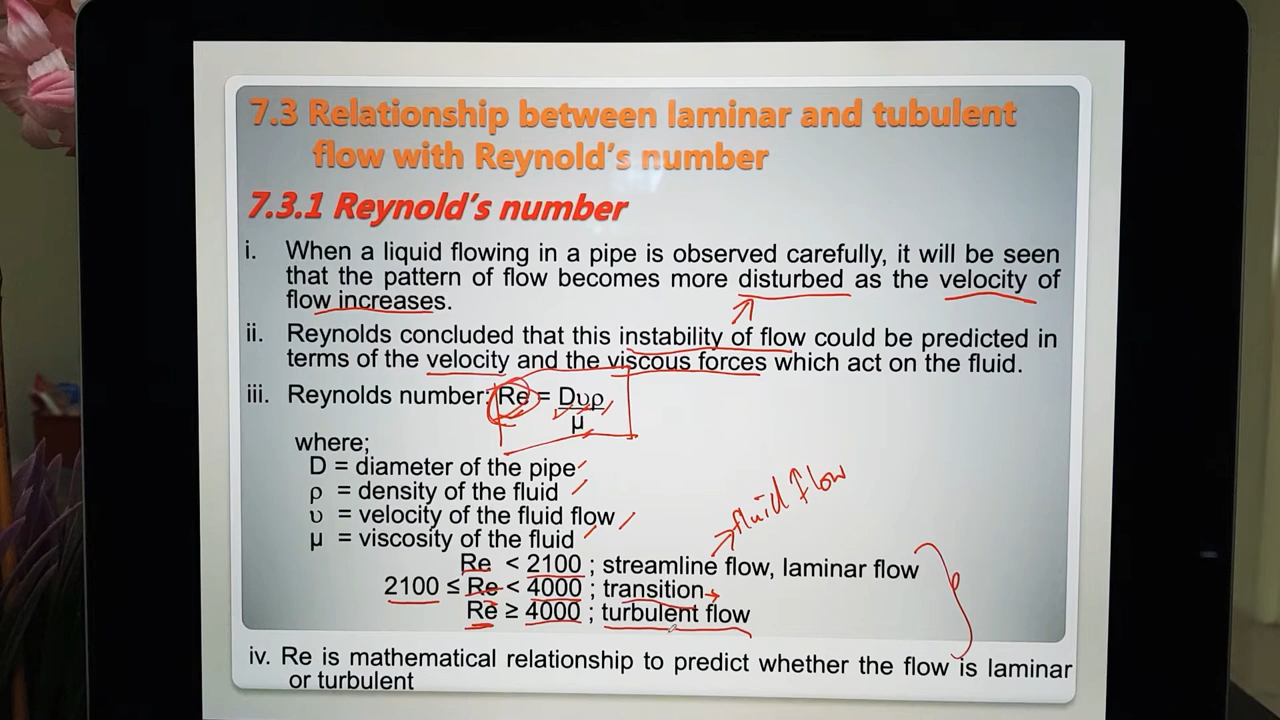 7.3 Relationship between laminar and tubulent
flow with Reynold's number
7.3.1 Reynold's number
i. When a liquid flowing in a pipe is observed carefully, it will be seen
that the pattern of flow becomes more disturbed as the velocity of
flow increases.
ii. Reynolds concluded that this instability of flow could be predicted in
terms of the velocity and the viscous forces which act on the fluid.
iii. Reynolds number: Re = Dυρ
μ
where;
D = diameter of the pipe
ρ = density of the fluid
fluid flow
υ = velocity of the fluid flow
μ = viscosity of the fluid
Re < 2100 ; streamline flow, laminar flow
2100 ≤ Re < 4000 ; transition
Re ≥ 4000 ; turbulent flow
iv. Re is mathematical relationship to predict whether the flow is laminar
or turbulent